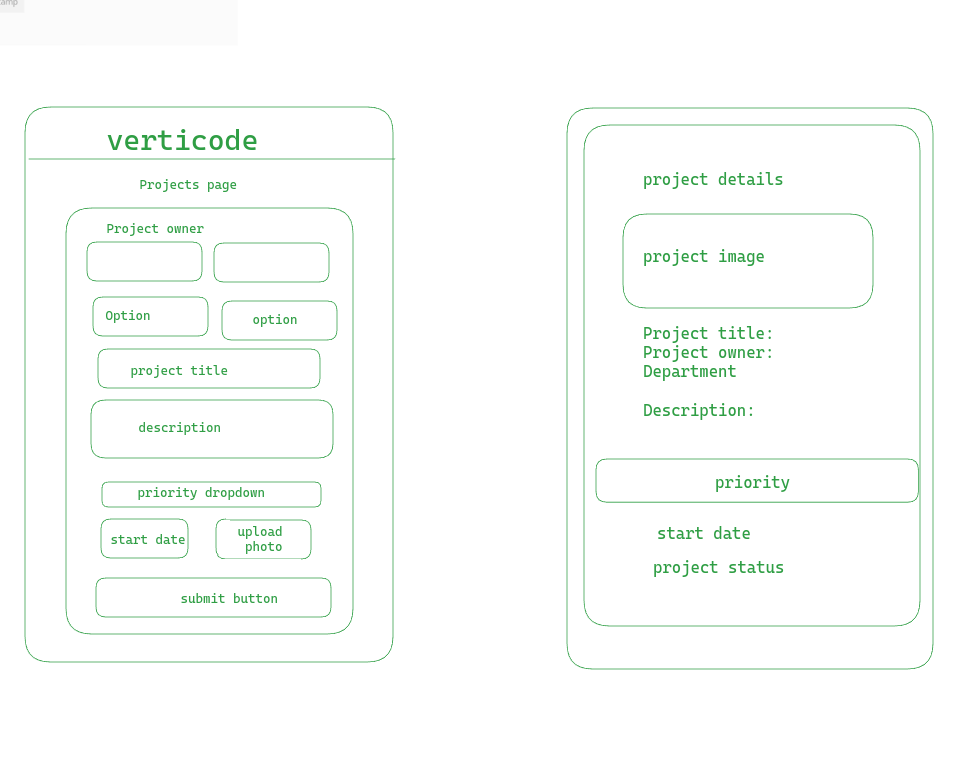 verticode
Projects page
Project owner
Option
option
project title
description
priority dropdown
start date
upload
photo
submit button
project details
project image
Project title:
Project owner:
Department
Description:
priority
start date
project status